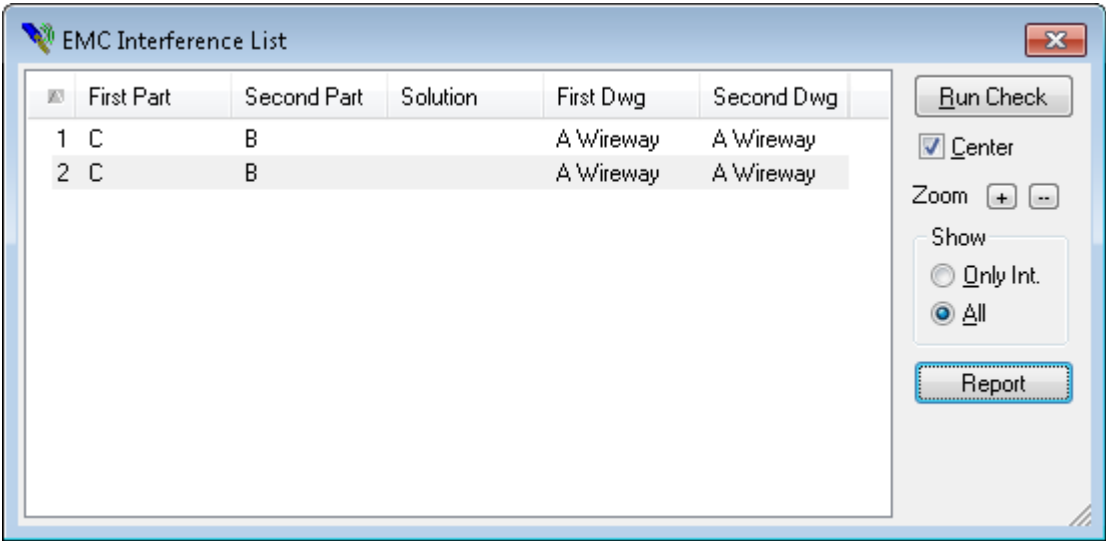 EMC Interference List
First Part Second Part Solution First Dwg Second Dwg
1 C B A Wireway A Wireway
2 C B A Wireway A Wireway
Run Check
Center
Zoom + --
Show
Only Int.
All
Report